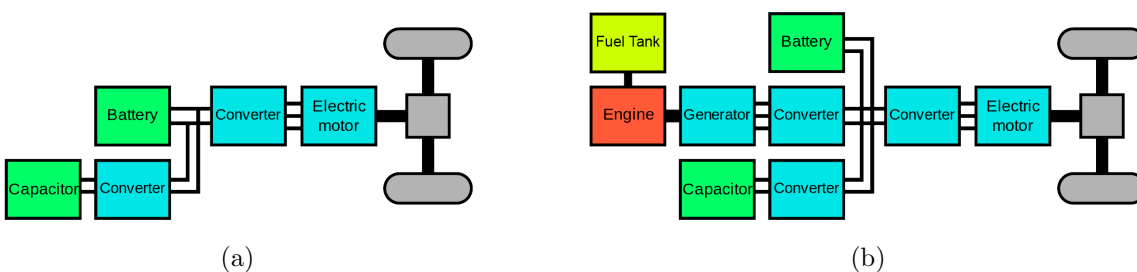 Battery
Converter
Electric
motor
Capacitor
Converter
(a)
Fuel Tank
Battery
Engine
Generator
Converter
Converter
Electric
motor
Capacitor
Converter
(b)